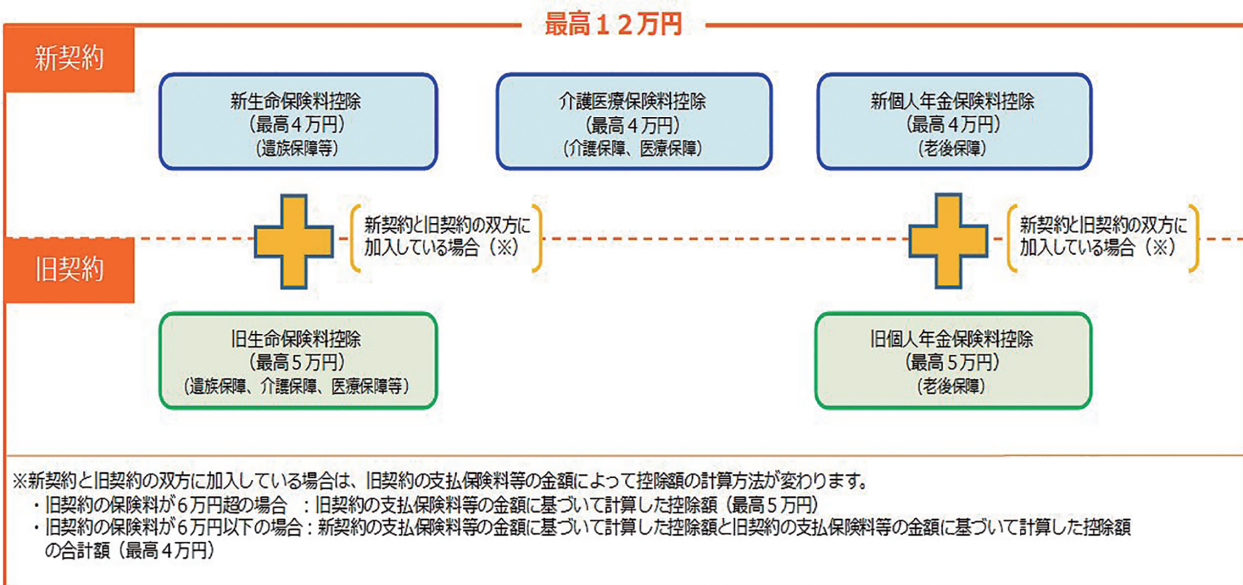 最高１２万円
新契約
新生命保険料控除
(最高４万円)
(遺族保障等)
介護医療保険料控除
(最高４万円)
(介護保障、医療保障)
新個人年金保険料控除
(最高４万円)
(老後保障)
新契約と旧契約の双方に
加入している場合（※）
新契約と旧契約の双方に
加入している場合（※）
旧契約
旧生命保険料控除
(最高５万円)
(遺族保障、介護保障、医療保障等)
旧個人年金保険料控除
(最高５万円)
(老後保障)
※新契約と旧契約の双方に加入している場合は、旧契約の支払保険料等の金額によって控除額の計算方法が変わります。
・旧契約の保険料が６万円超の場合　：旧契約の支払保険料等の金額に基づいて計算した控除額（最高５万円）
・旧契約の保険料が６万円以下の場合：新契約の支払保険料等の金額に基づいて計算した控除額と旧契約の支払保険料等の金額に基づいて計算した控除額
の合計額（最高４万円）